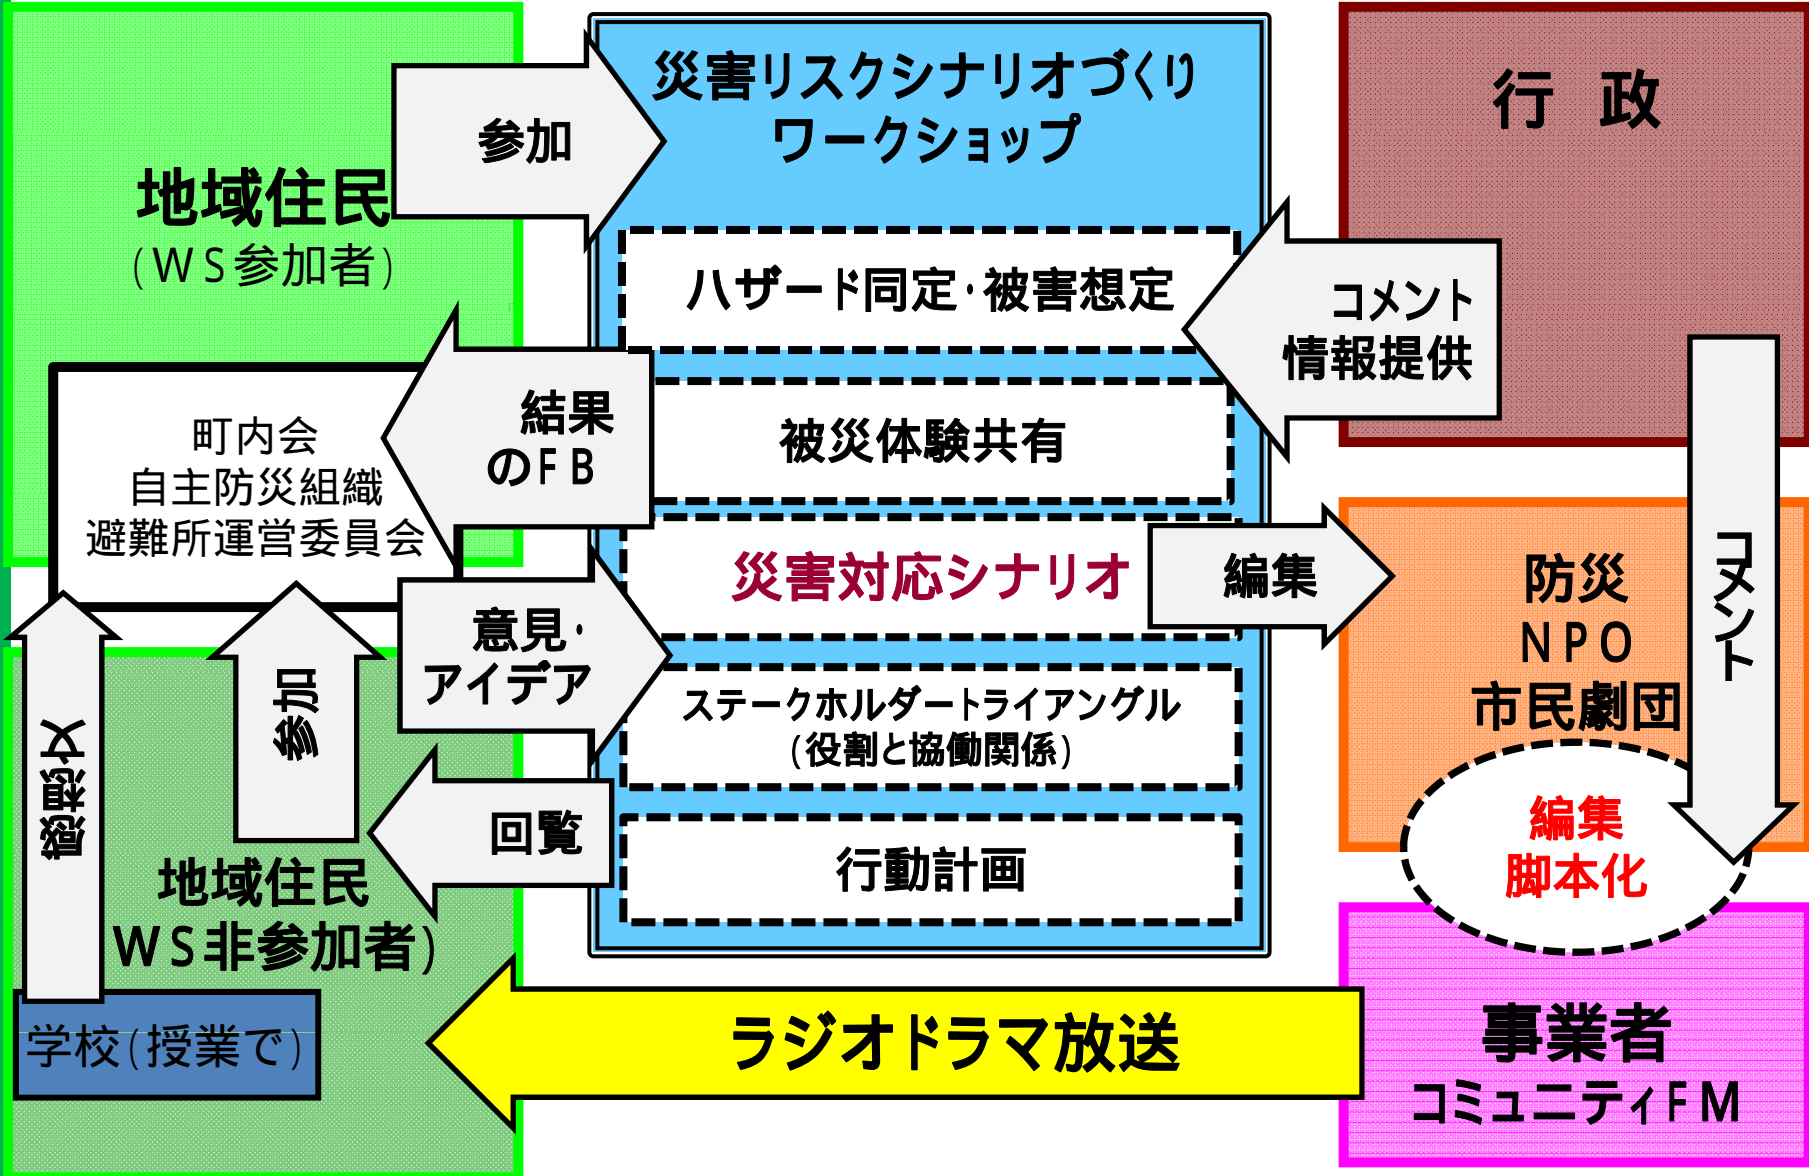 災害リスクシナリオづくり
ワークショップ
行　政
参加
地域住民
(ＷＳ参加者)
ハザード同定・被害想定
コメント
情報提供
結果
のＦＢ
被災体験共有
町内会
自主防災組織
避難所運営委員会
災害対応シナリオ
編集
防災
ＮＰＯ
市民劇団
コメント
意見・
アイデア
ステークホルダートライアングル
(役割と協働関係)
参加
感想文
回覧
行動計画
編集
脚本化
地域住民
ＷＳ非参加者)
学校(授業で)
ラジオドラマ放送
事業者
コミュニティＦＭ